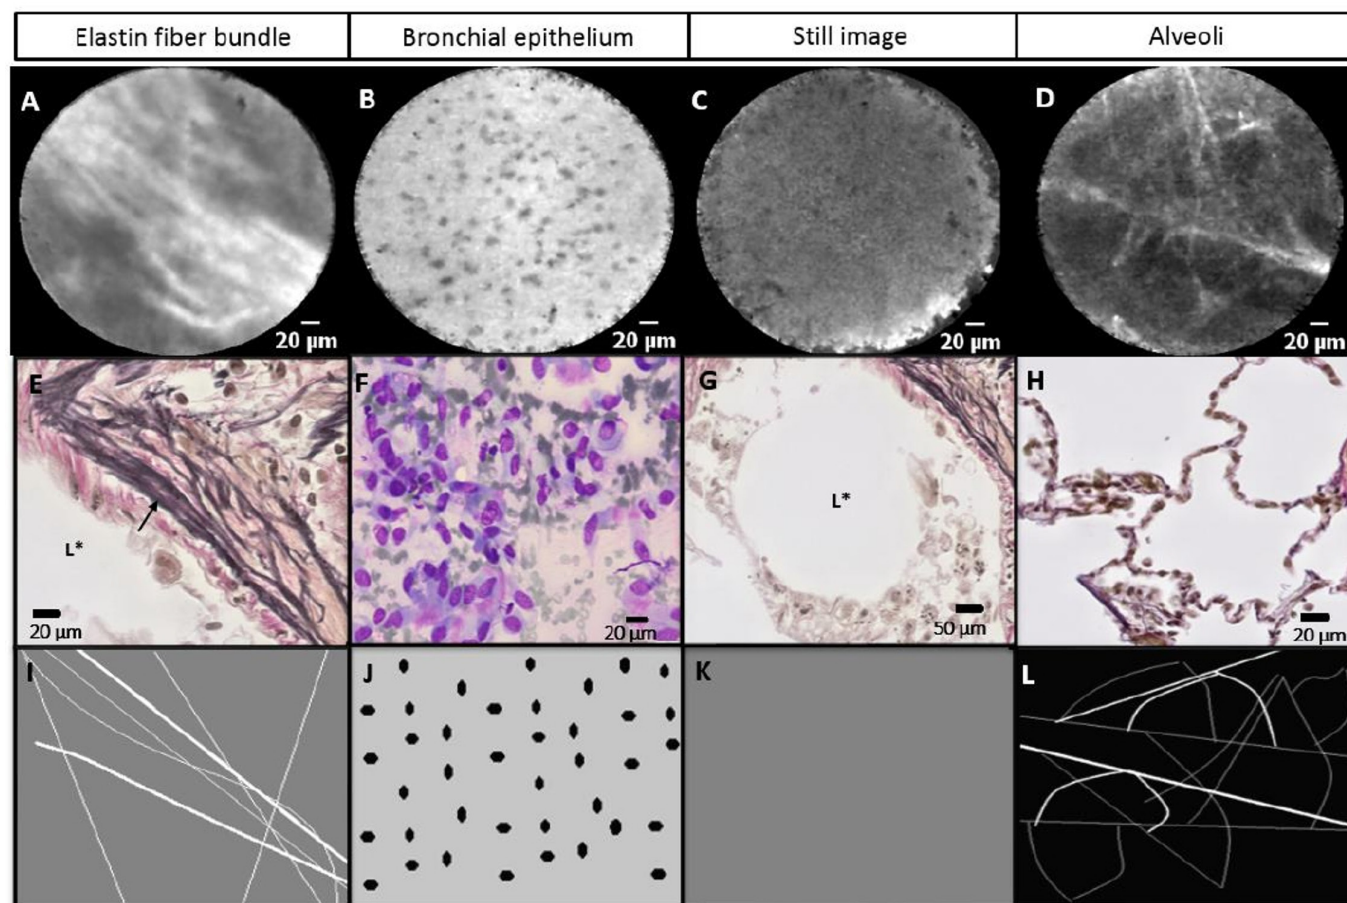 Elastin fiber bundle Bronchial epithelium Still image Alveoli
A B C D
20 µm 20 µm 20 µm 20 µm
E F G H
L* L*
20 µm 20 µm 50 µm 20 µm
I J K L